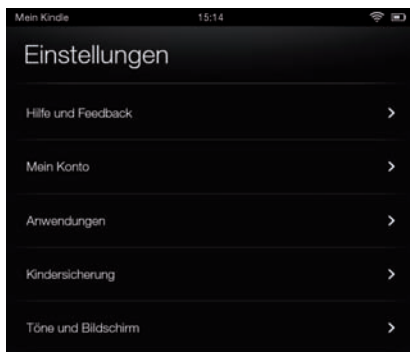 Mein Kindle 15:14
Einstellungen
Hilfe und Feedback
Mein Konto
Anwendungen
Kindersicherung
Töne und Bildschirm